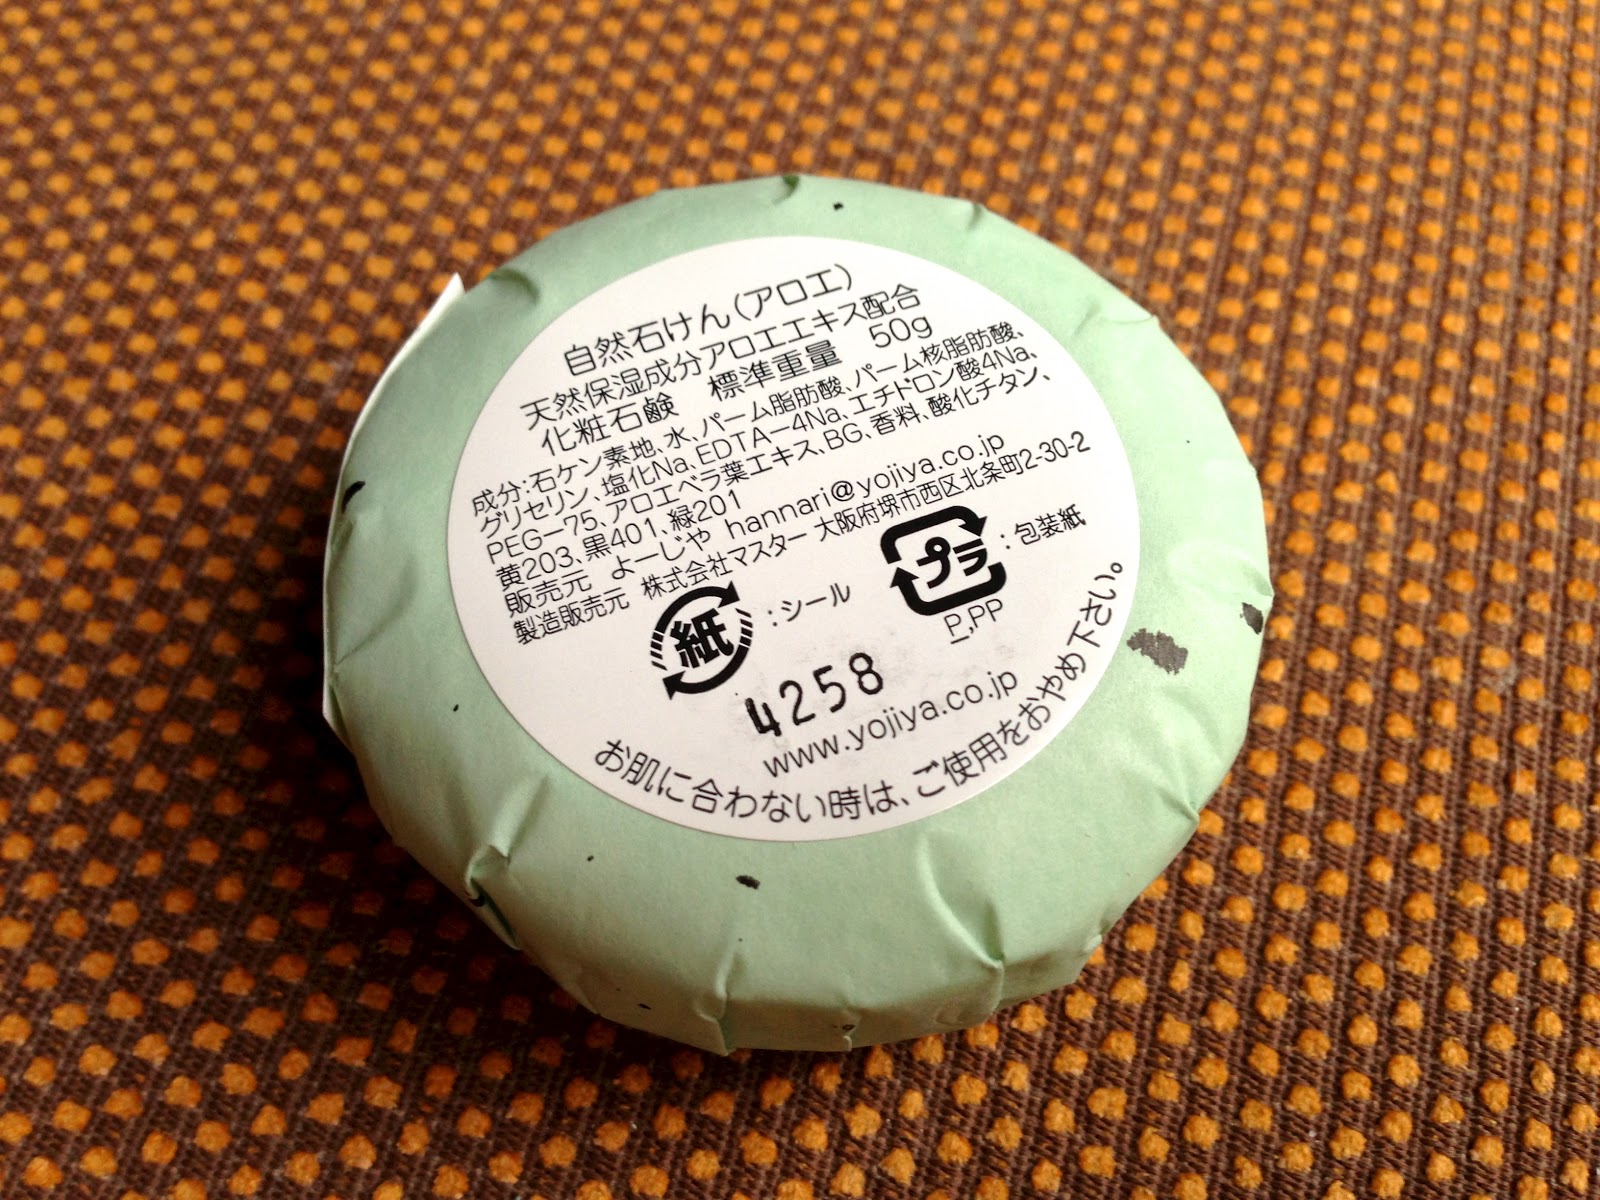 自然石けん(アロエ)
天然保湿成分アロエエキス配合
化粧石鹸 標準重量 50g
成分:石ケン素地、水、パーム脂肪酸、パーム核脂肪酸、
グリセリン、塩化Na、EDTA-4Na、エチドロン酸4Na、
PEG-75、アロエベラ葉エキス、BG、香料、酸化チタン、
黄203、黒401、緑201
販売元 よーじや hannari@yojiya.co.jp
製造販売元 株式会社マスター 大阪府堺市西区北条町2-30-2
紙:シール プラ:包装紙
P,PP
4258
www.yojiya.co.jp
お肌に合わない時は、ご使用をおやめ下さい。